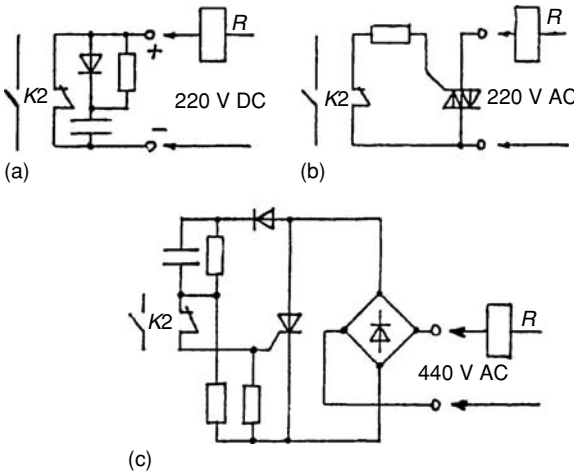 R
+
K2
220 V DC
−
(a)
R
K2
220 V AC
(b)
K2
R
440 V AC
(c)